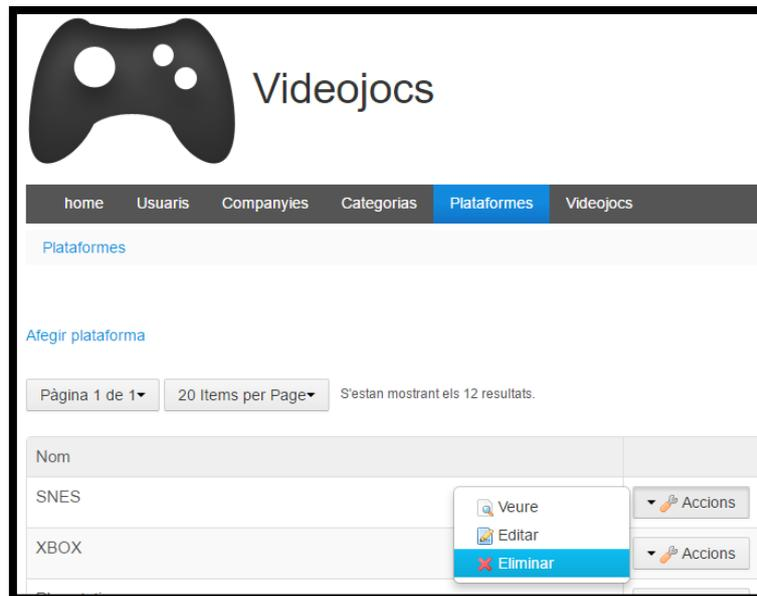 Videojocs
home Usuaris Companyies Categorias Plataformes Videojocs
Plataformes
Afegir plataforma
Pàgina 1 de 1 20 Items per Page S'estan mostrant els 12 resultats.
Nom
SNES Accions
Veure
Editar
XBOX Accions
Eliminar